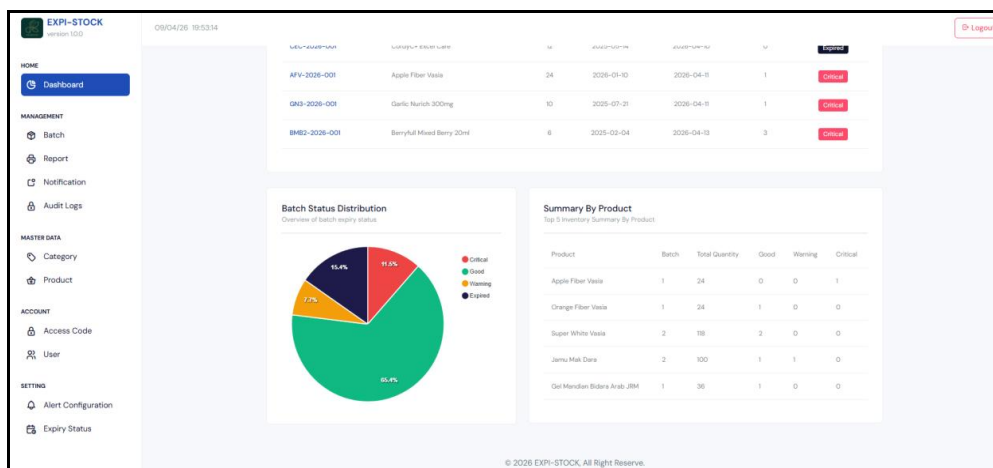 EXPI-STOCK
version 1.0.0
09/04/26 19:53:14
Logout
HOME
Dashboard
MANAGEMENT
Batch
Report
Notification
Audit Logs
MASTER DATA
Category
Product
ACCOUNT
Access Code
User
SETTING
Alert Configuration
Expiry Status
Expired
AFV-2026-001 Apple Fiber Vasia 24 2026-01-10 2026-04-11 1 Critical
GN3-2026-001 Garlic Nurich 300mg 10 2025-07-21 2026-04-11 1 Critical
BMB2-2026-001 Berryfull Mixed Berry 20ml 6 2025-02-04 2026-04-13 3 Critical
Batch Status Distribution
Overview of batch expiry status
15.4% 11.5%
7.7%
65.4%
Critical
Good
Warning
Expired
Summary By Product
Top 5 Inventory Summary By Product
Product Batch Total Quantity Good Warning Critical
Apple Fiber Vasia 1 24 0 0 1
Orange Fiber Vasia 1 24 1 0 0
Super White Vasia 2 118 2 0 0
Jamu Mak Dara 2 100 1 1 0
Gel Mandian Bidara Arab JRM 1 36 1 0 0
© 2026 EXPI-STOCK, All Right Reserve.